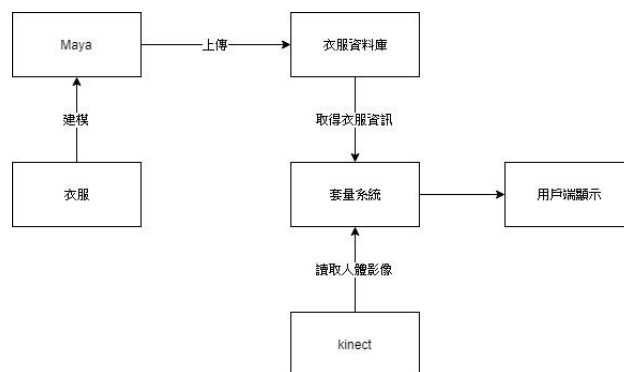 Maya
上傳
衣服資料庫
建模
取得衣服資訊
衣服
套量系統
用戶端顯示
讀取人體影像
kinect